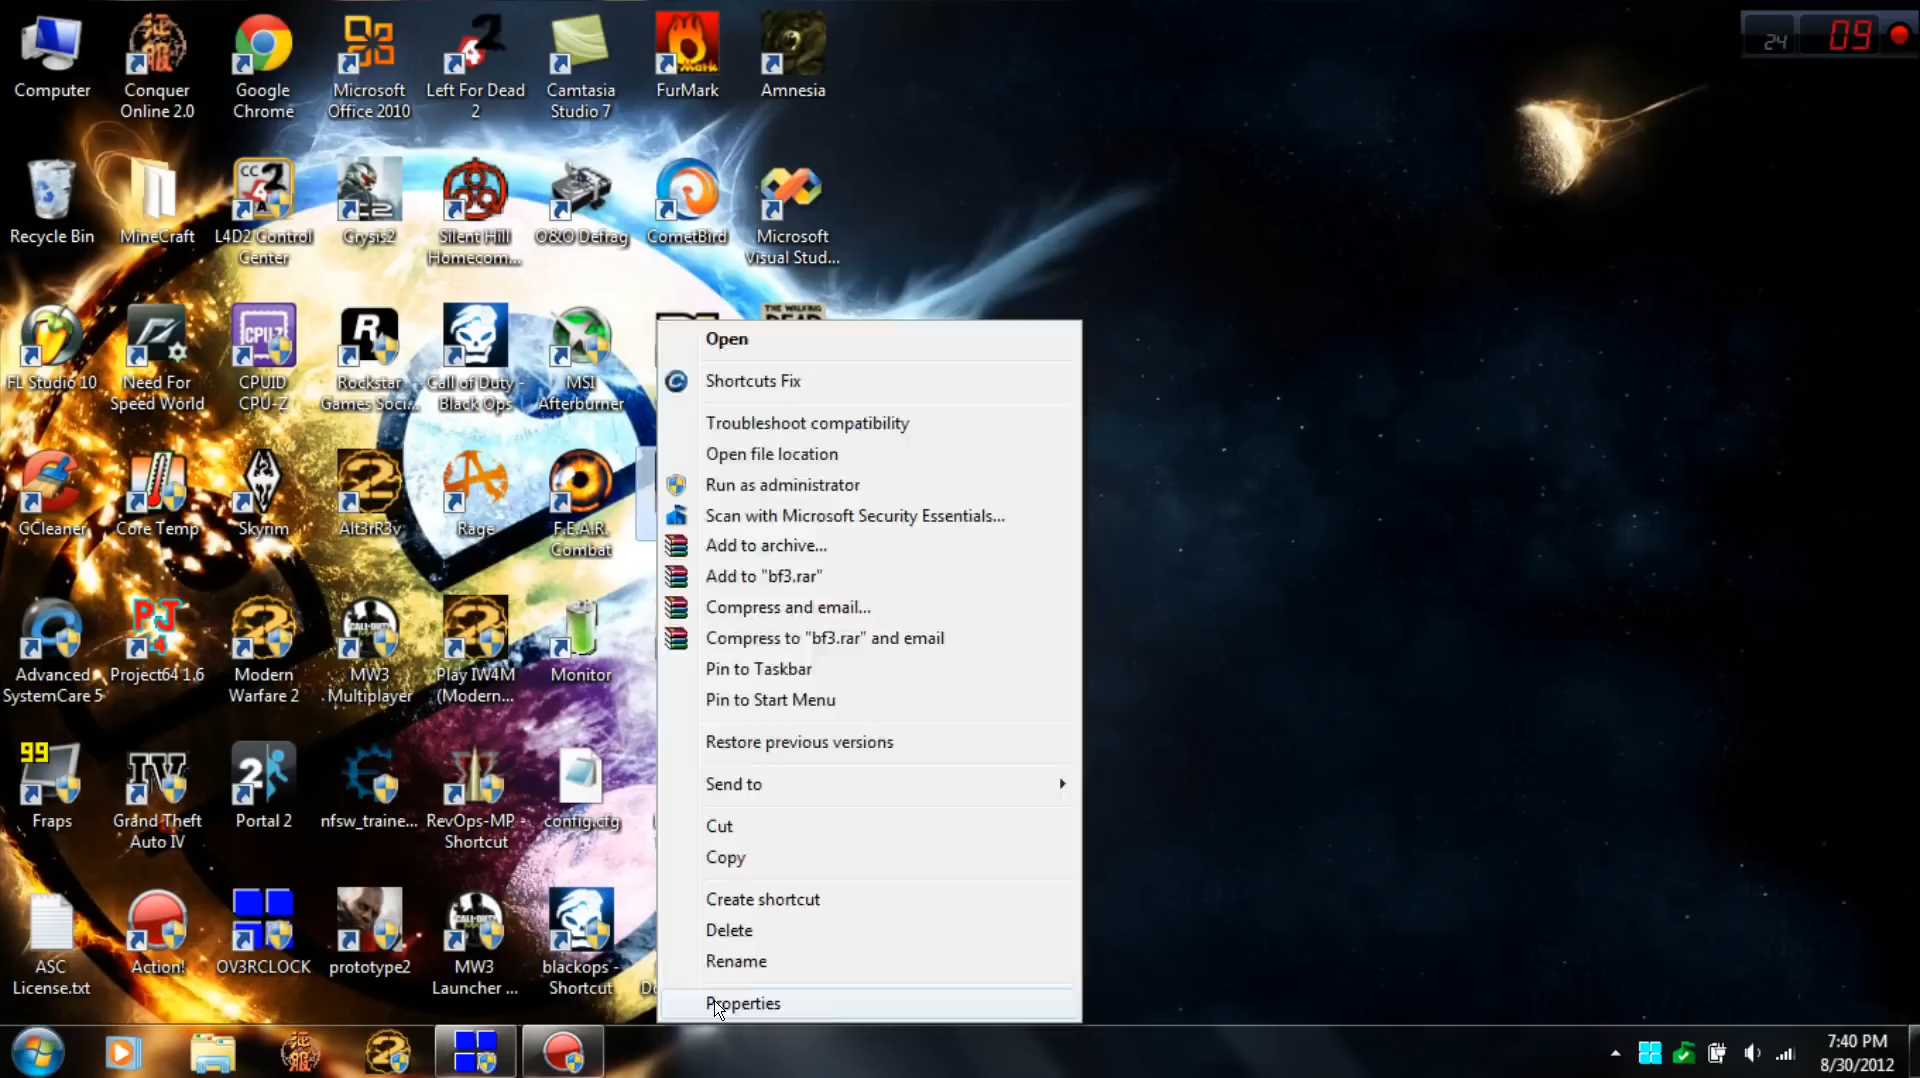 Computer
Conquer
Online 2.0
Google
Chrome
Microsoft
Office 2010
Left For Dead
2
Camtasia
Studio 7
FurMark
Amnesia
24
09
Recycle Bin
MineCraft
L4D2 Control
Center
Crysis2
Silent Hill
Homecom...
O&O Defrag
CometBird
Microsoft
Visual Stud...
FL Studio 10
Need For
Speed World
CPUID
CPU-Z
Rockstar
Games Soci...
Call of Duty -
Black Ops
MSI
Afterburner
THE WALKING
DEAD
CCleaner
Core Temp
Skyrim
Alt3rR3v
Rage
F.E.A.R.
Combat
Advanced
SystemCare 5
Project64 1.6
Modern
Warfare 2
MW3
Multiplayer
Play IW4M
(Modern...
Monitor
99
Fraps
Grand Theft
Auto IV
Portal 2
nfsw_traine...
RevOps-MP -
Shortcut
config.cfg
ASC
License.txt
Action!
OV3RCLOCK
prototype2
MW3
Launcher ...
blackops -
Shortcut
Open
Shortcuts Fix
Troubleshoot compatibility
Open file location
Run as administrator
Scan with Microsoft Security Essentials...
Add to archive...
Add to "bf3.rar"
Compress and email...
Compress to "bf3.rar" and email
Pin to Taskbar
Pin to Start Menu
Restore previous versions
Send to
Cut
Copy
Create shortcut
Delete
Rename
Properties
7:40 PM
8/30/2012